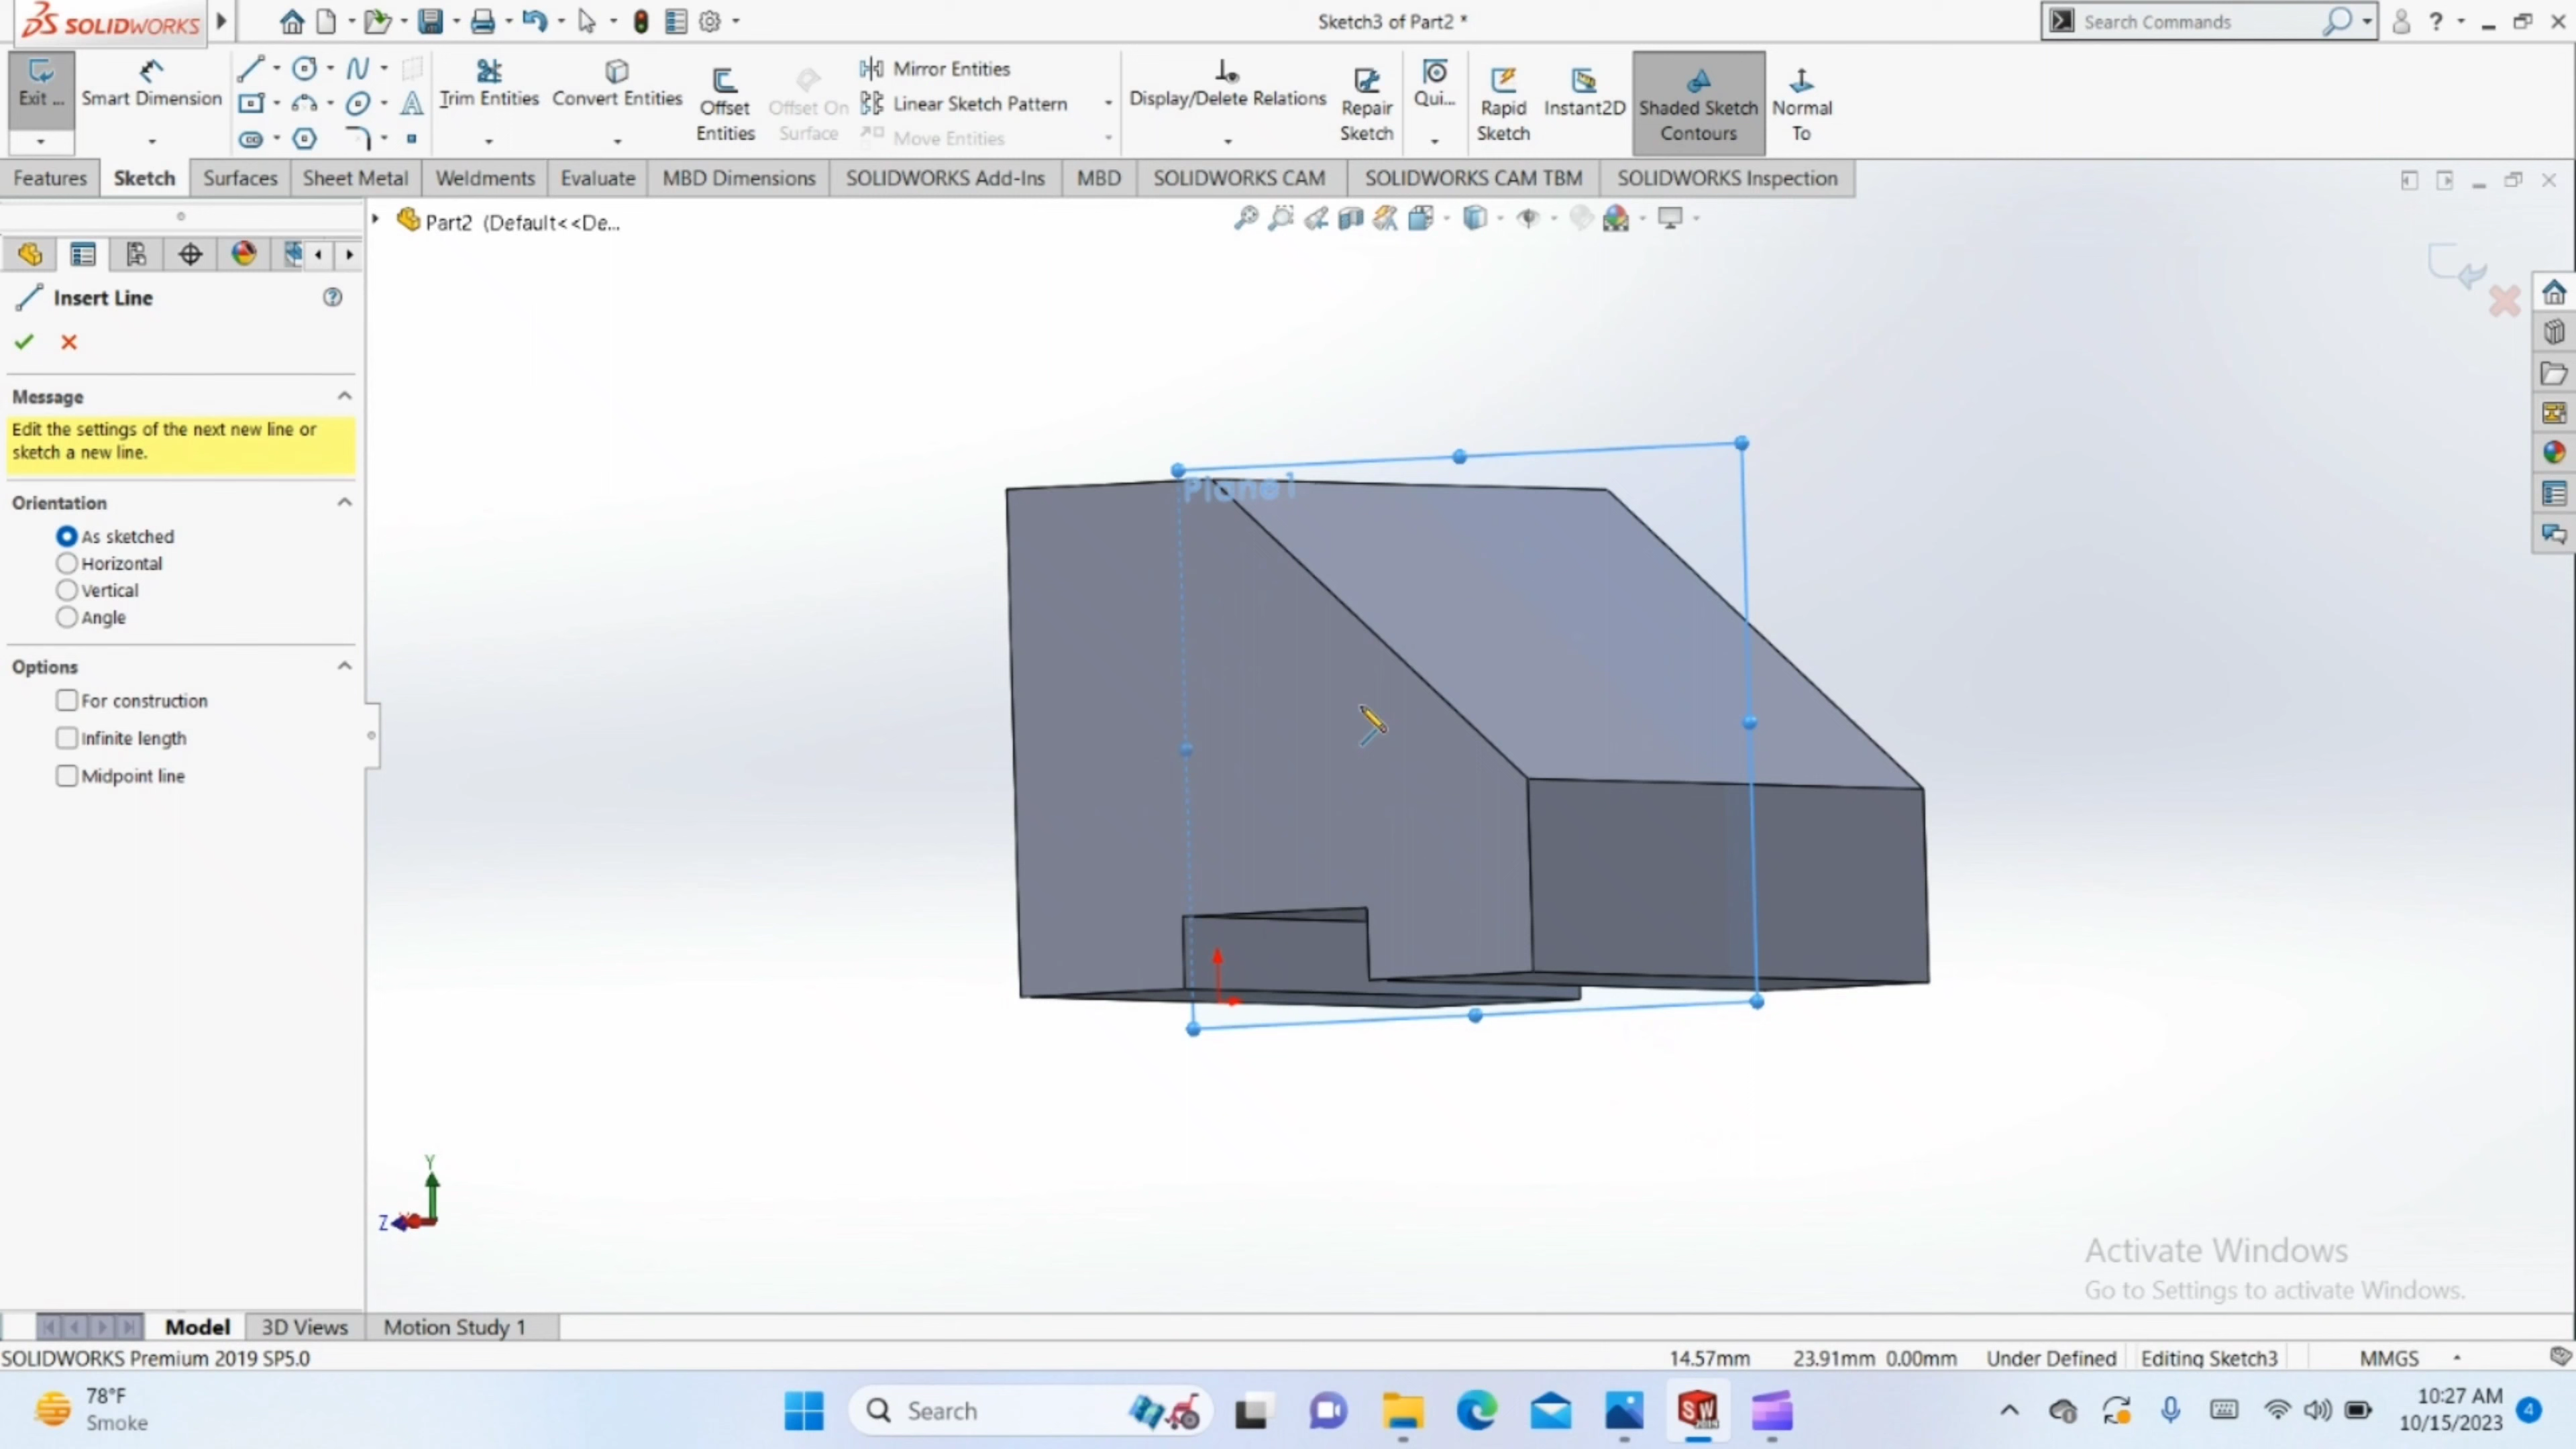 SOLIDWORKS
Sketch3 of Part2 *
Search Commands
?
Exit ...
Smart Dimension
Trim Entities
Convert Entities
Offset
Entities
Offset On
Surface
Mirror Entities
Linear Sketch Pattern
Move Entities
Display/Delete Relations
Repair
Sketch
Qui...
Rapid
Sketch
Instant2D
Shaded Sketch
Contours
Normal
To
Features
Sketch
Surfaces
Sheet Metal
Weldments
Evaluate
MBD Dimensions
SOLIDWORKS Add-Ins
MBD
SOLIDWORKS CAM
SOLIDWORKS CAM TBM
SOLIDWORKS Inspection
Part2 (Default<<De...
Insert Line
Message
Edit the settings of the next new line or
sketch a new line.
Orientation
As sketched
Horizontal
Vertical
Angle
Options
For construction
Infinite length
Midpoint line
Plane1
Y
Z
Activate Windows
Go to Settings to activate Windows.
Model
3D Views
Motion Study 1
SOLIDWORKS Premium 2019 SP5.0
14.57mm
23.91mm 0.00mm
Under Defined
Editing Sketch3
MMGS
78°F
Smoke
Search
SW
2019
10:27 AM
10/15/2023
4